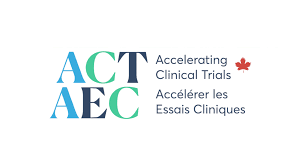 ACT
AEC
Accelerating
Clinical Trials
Accélérer les
Essais Cliniques